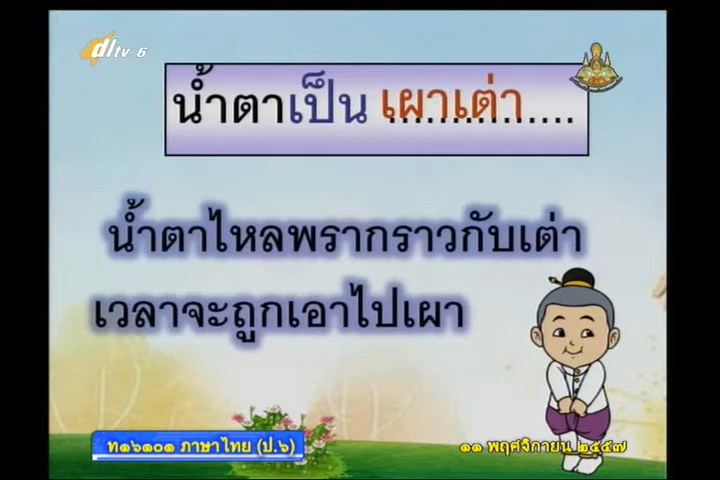 dltv 6
น้ำตาเป็น เผาเต่า...............
น้ำตาไหลพรากราวกับเต่า
เวลาจะถูกเอาไปเผา
ท๑๖๑๐๑ ภาษาไทย (ป.๖)
๑๑ พฤศจิกายน ๒๕๕๗